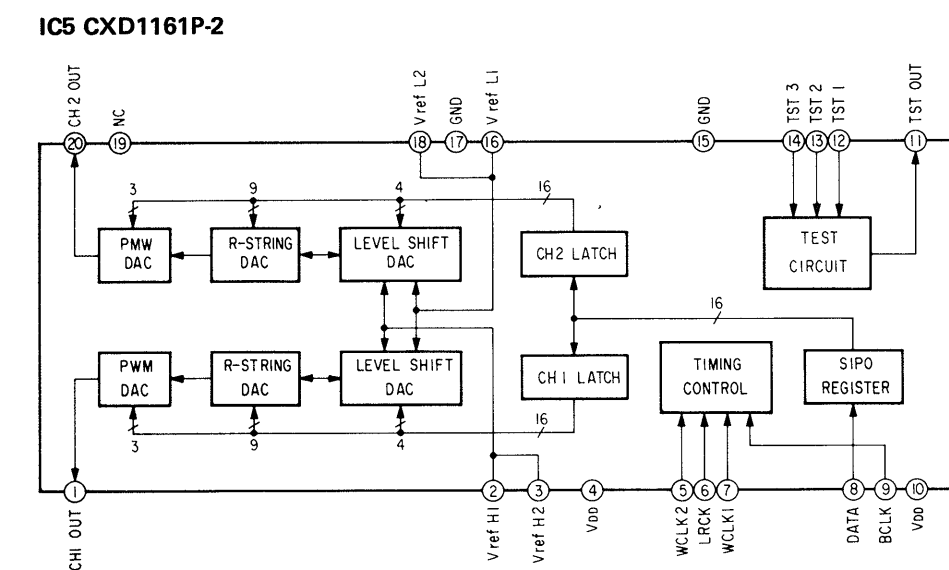 IC5 CXD1161P-2
CH2 OUT
NC
Vref L2
GND
Vref L1
GND
TST 3
TST 2
TST 1
TST OUT
20
19
18
17
16
15
14
13
12
11
3
9
4
16
PMW
DAC
R-STRING
DAC
LEVEL SHIFT
DAC
CH2 LATCH
TEST
CIRCUIT
16
PWM
DAC
R-STRING
DAC
LEVEL SHIFT
DAC
CH1 LATCH
TIMING
CONTROL
SIPO
REGISTER
3
9
4
16
1
2
3
4
5
6
7
8
9
10
CH1 OUT
Vref H1
Vref H2
VDD
WCLK2
LRCK
WCLK1
DATA
BCLK
VDD